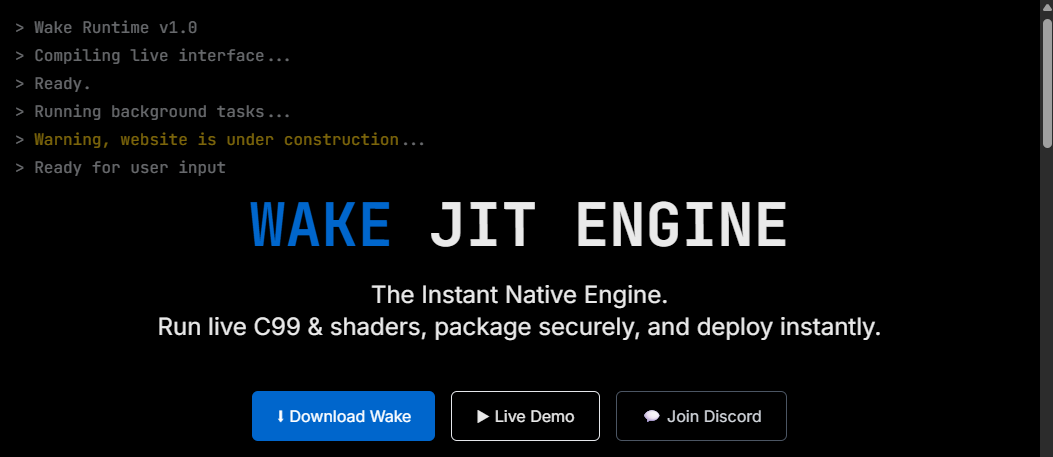 > Wake Runtime v1.0
> Compiling live interface...
> Ready.
> Running background tasks...
> Warning, website is under construction...
> Ready for user input
WAKE JIT ENGINE
The Instant Native Engine.
Run live C99 & shaders, package securely, and deploy instantly.
⬇ Download Wake
▶ Live Demo
💬 Join Discord